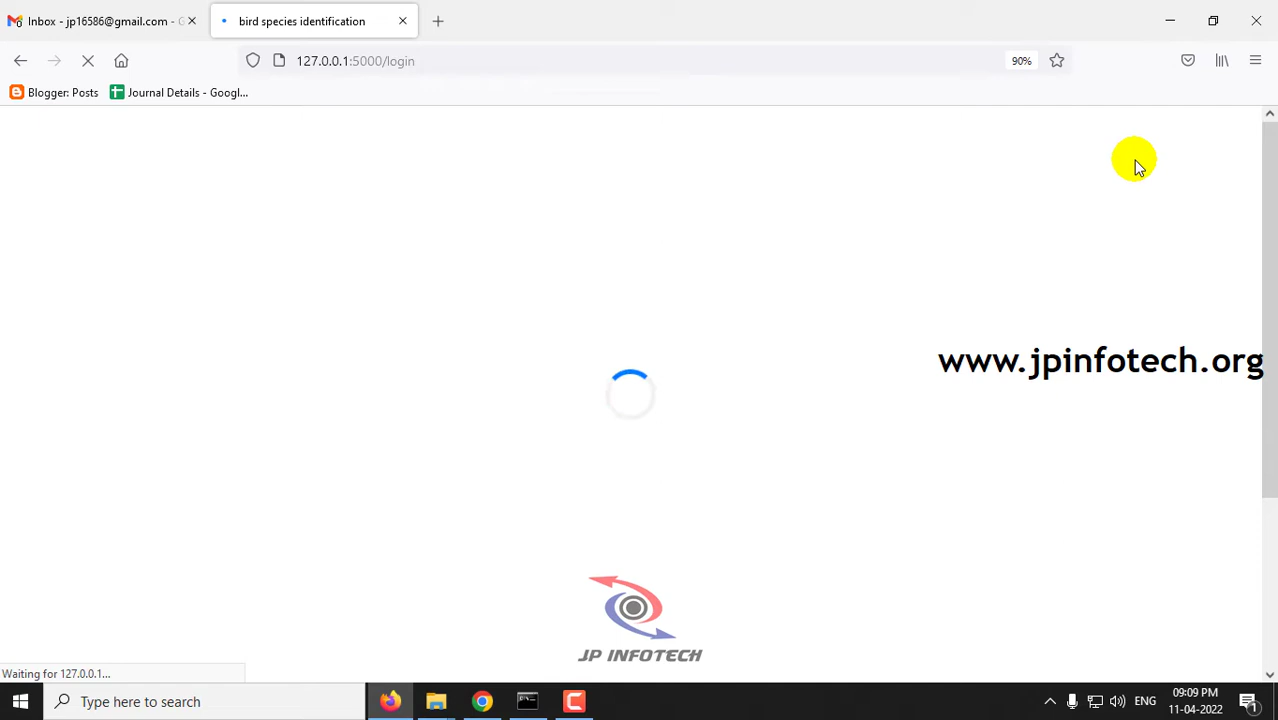 Inbox - jp16586@gmail.com - G
bird species identification
127.0.0.1:5000/login
90%
Blogger: Posts
Journal Details - Googl...
www.jpinfotech.org
JP INFOTECH
Waiting for 127.0.0.1...
Type here to search
ENG
09:09 PM
11-04-2022
1